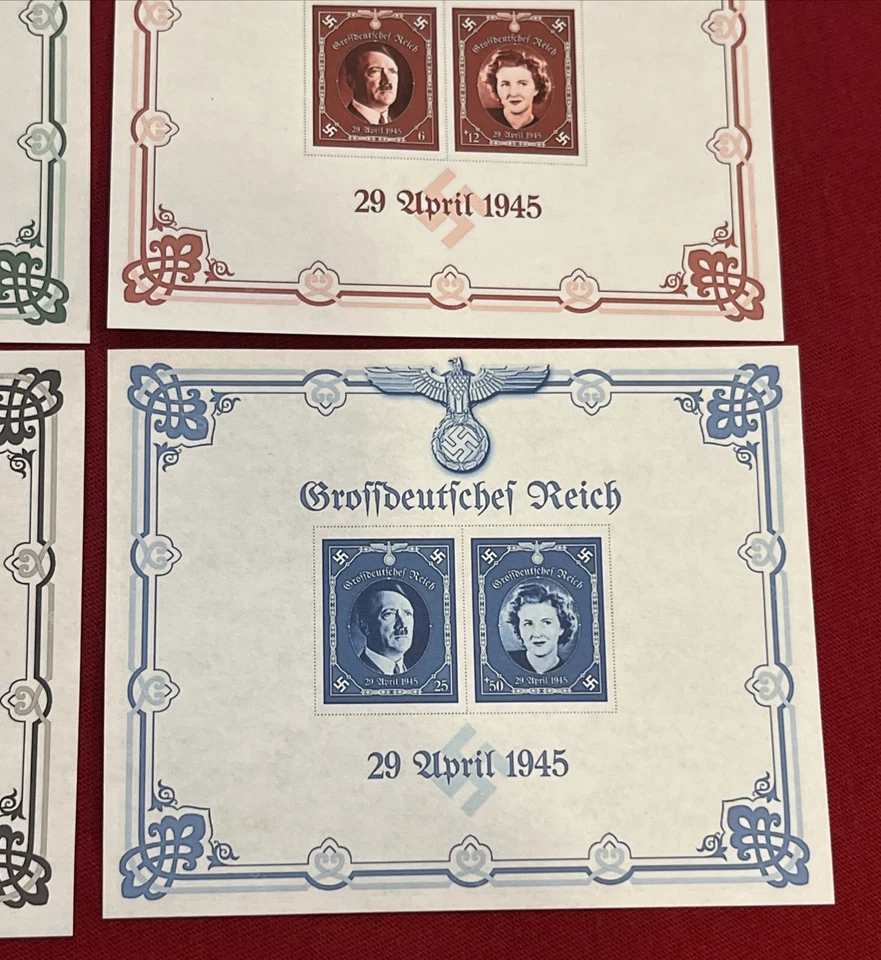 Groſſdeutſcheſ Reich
29 April 1945 6
Groſſdeutſcheſ Reich
+12 29 April 1945
29 April 1945
Groſſdeutſcheſ Reich
Groſſdeutſcheſ Reich
29 April 1945 25
Groſſdeutſcheſ Reich
+50 29 April 1945
29 April 1945